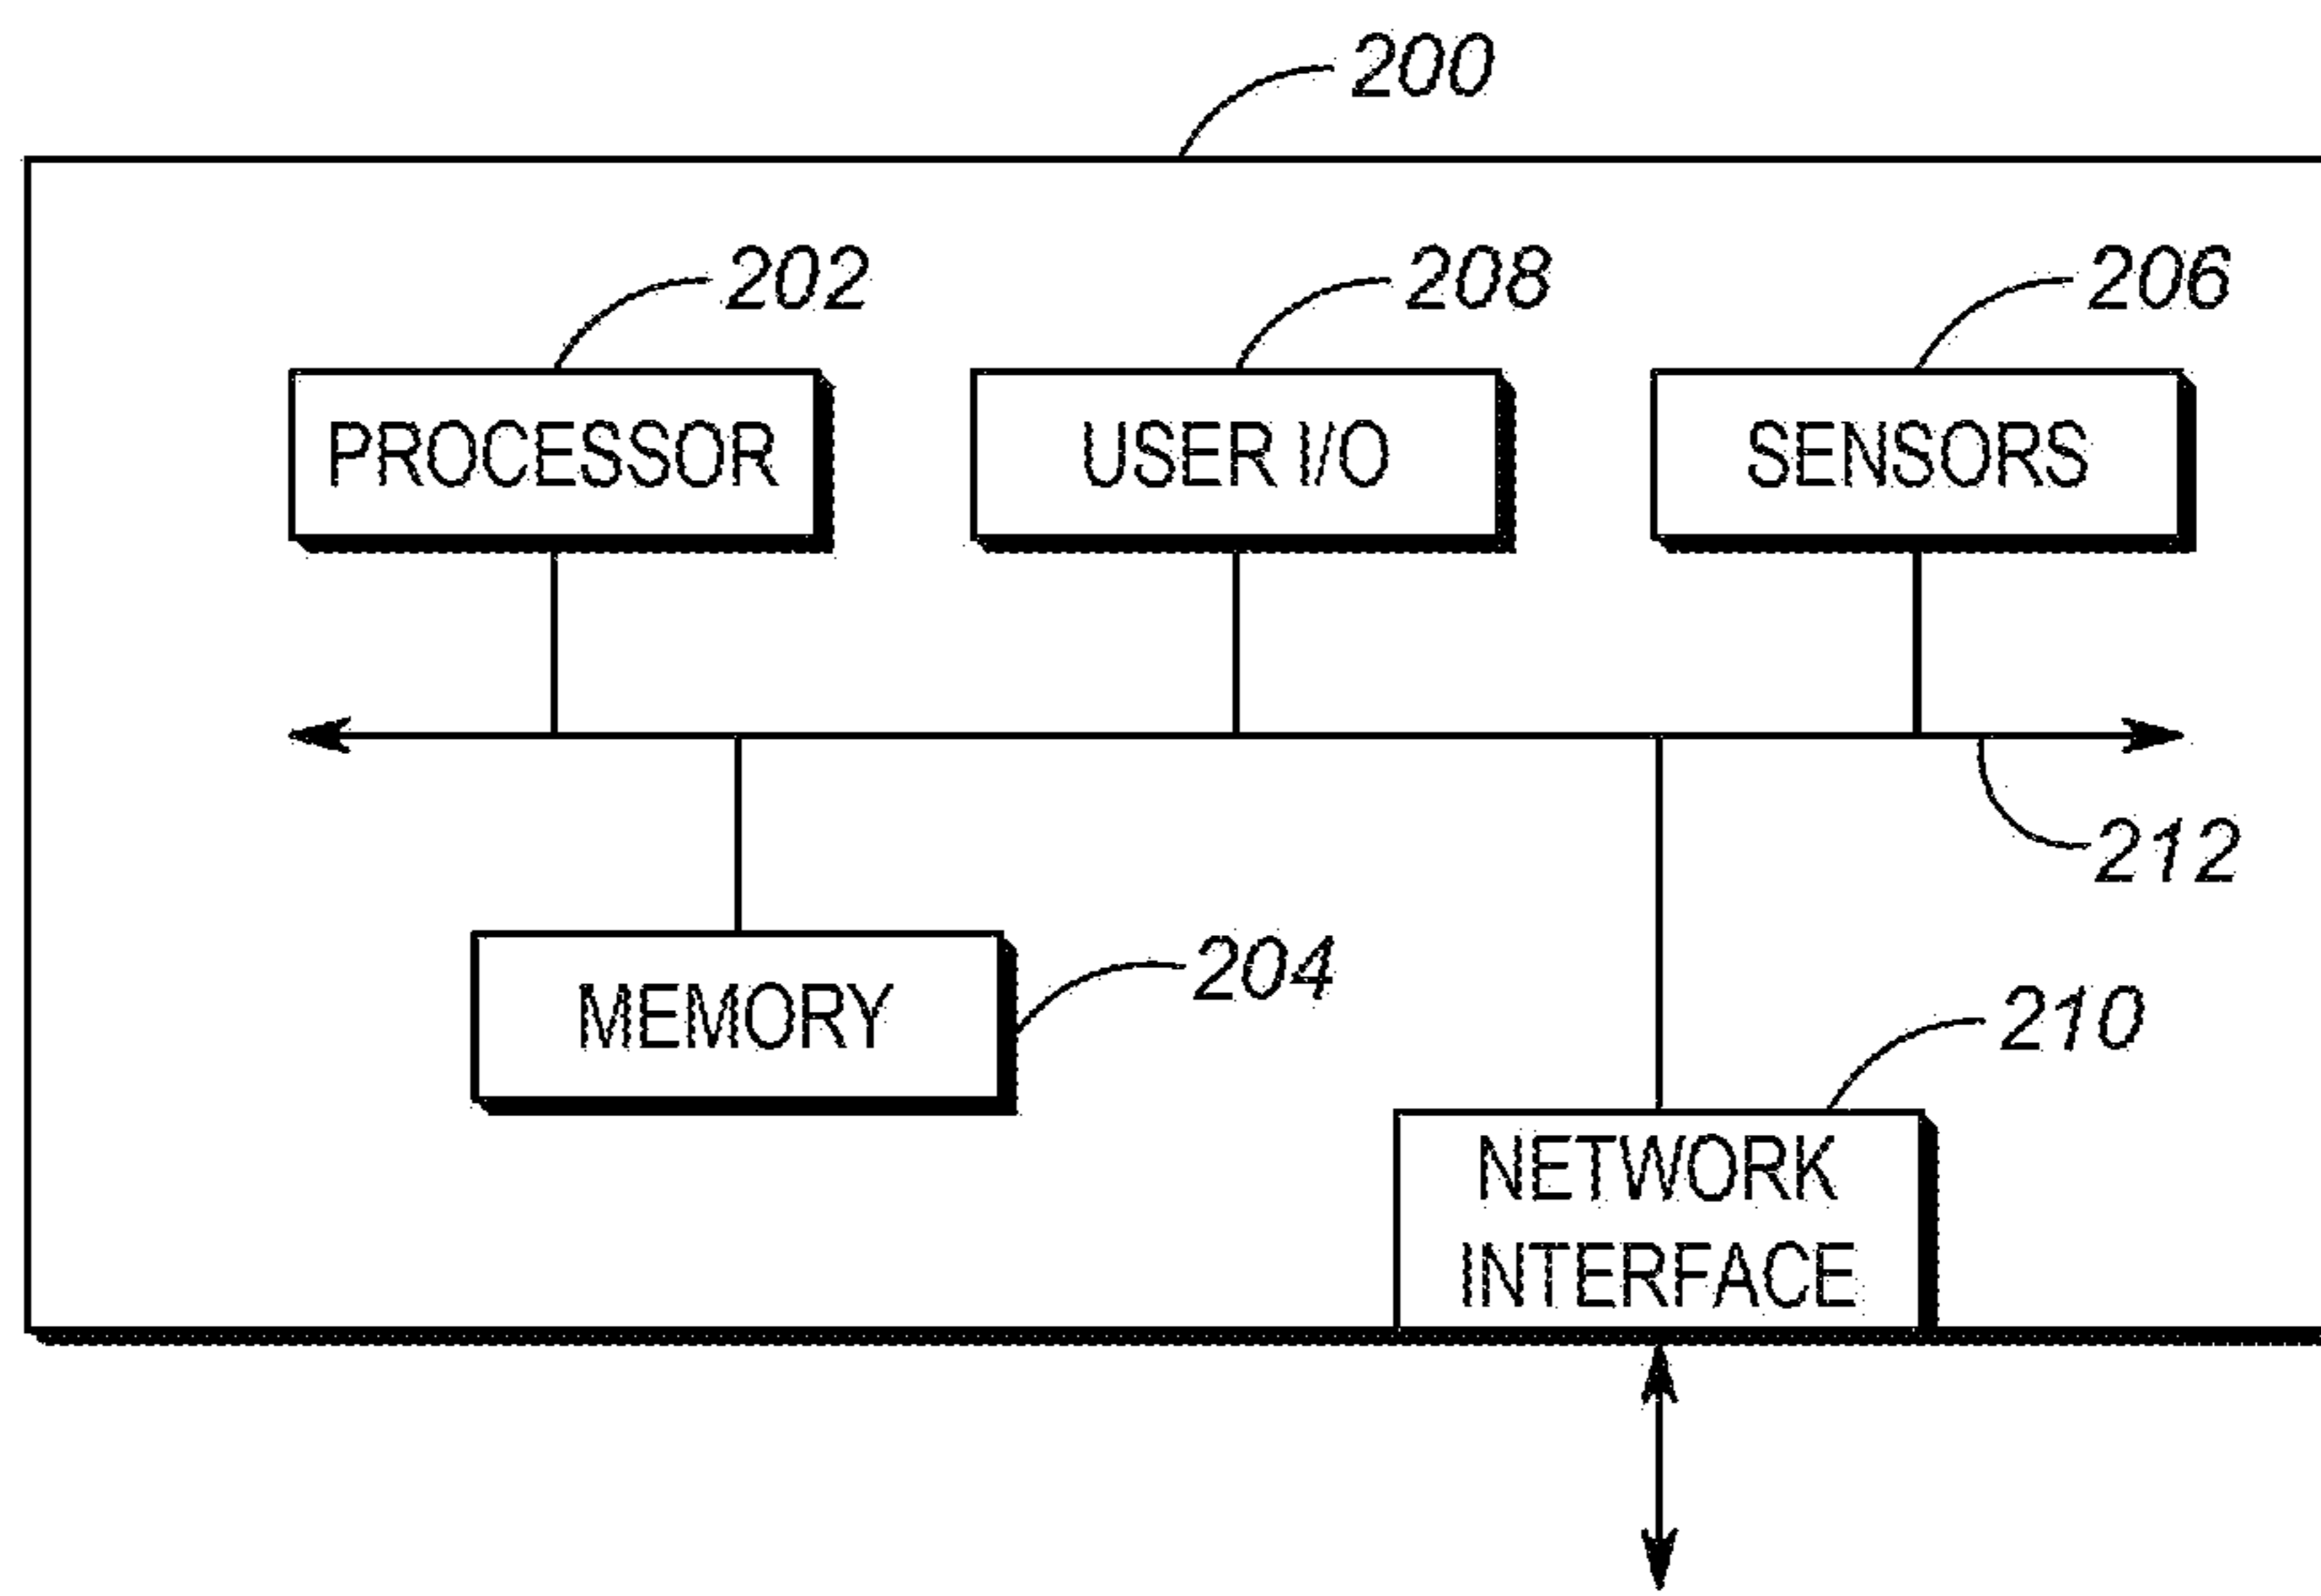 200
202
208
206
PROCESSOR
USER I/O
SENSORS
212
204
MEMORY
210
NETWORK
INTERFACE